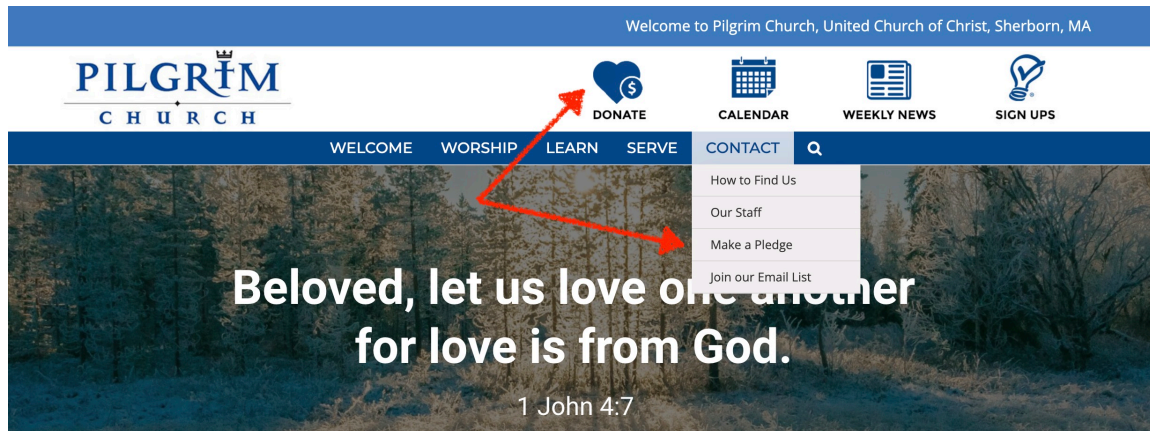 Welcome to Pilgrim Church, United Church of Christ, Sherborn, MA
PILGRIM
CHURCH
$
DONATE
CALENDAR
WEEKLY NEWS
SIGN UPS
WELCOME WORSHIP LEARN SERVE CONTACT
How to Find Us
Our Staff
Make a Pledge
Join our Email List
Beloved, let us love one another
for love is from God.
1 John 4:7